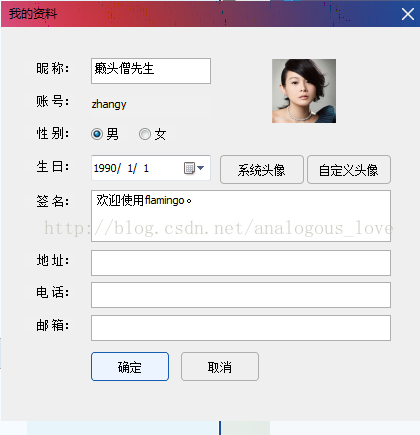 我的资料
昵称： 癞头僧先生
账号： zhangy
性别： 男 女
生日： 1990/ 1/ 1 系统头像 自定义头像
签名： 欢迎使用flamingo。
http://blog.csdn.net/analogous_love
地址：
电话：
邮箱：
确定 取消